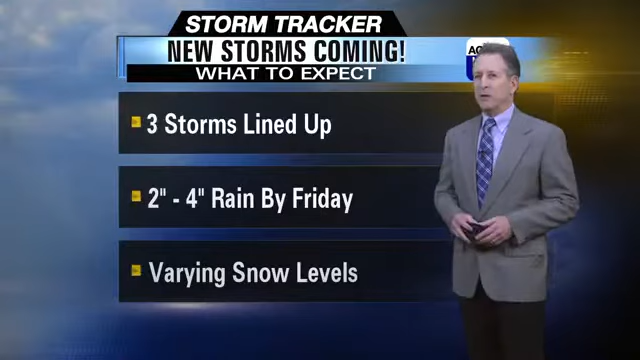 STORM TRACKER
NEW STORMS COMING!
WHAT TO EXPECT
3 Storms Lined Up
2" - 4" Rain By Friday
Varying Snow Levels